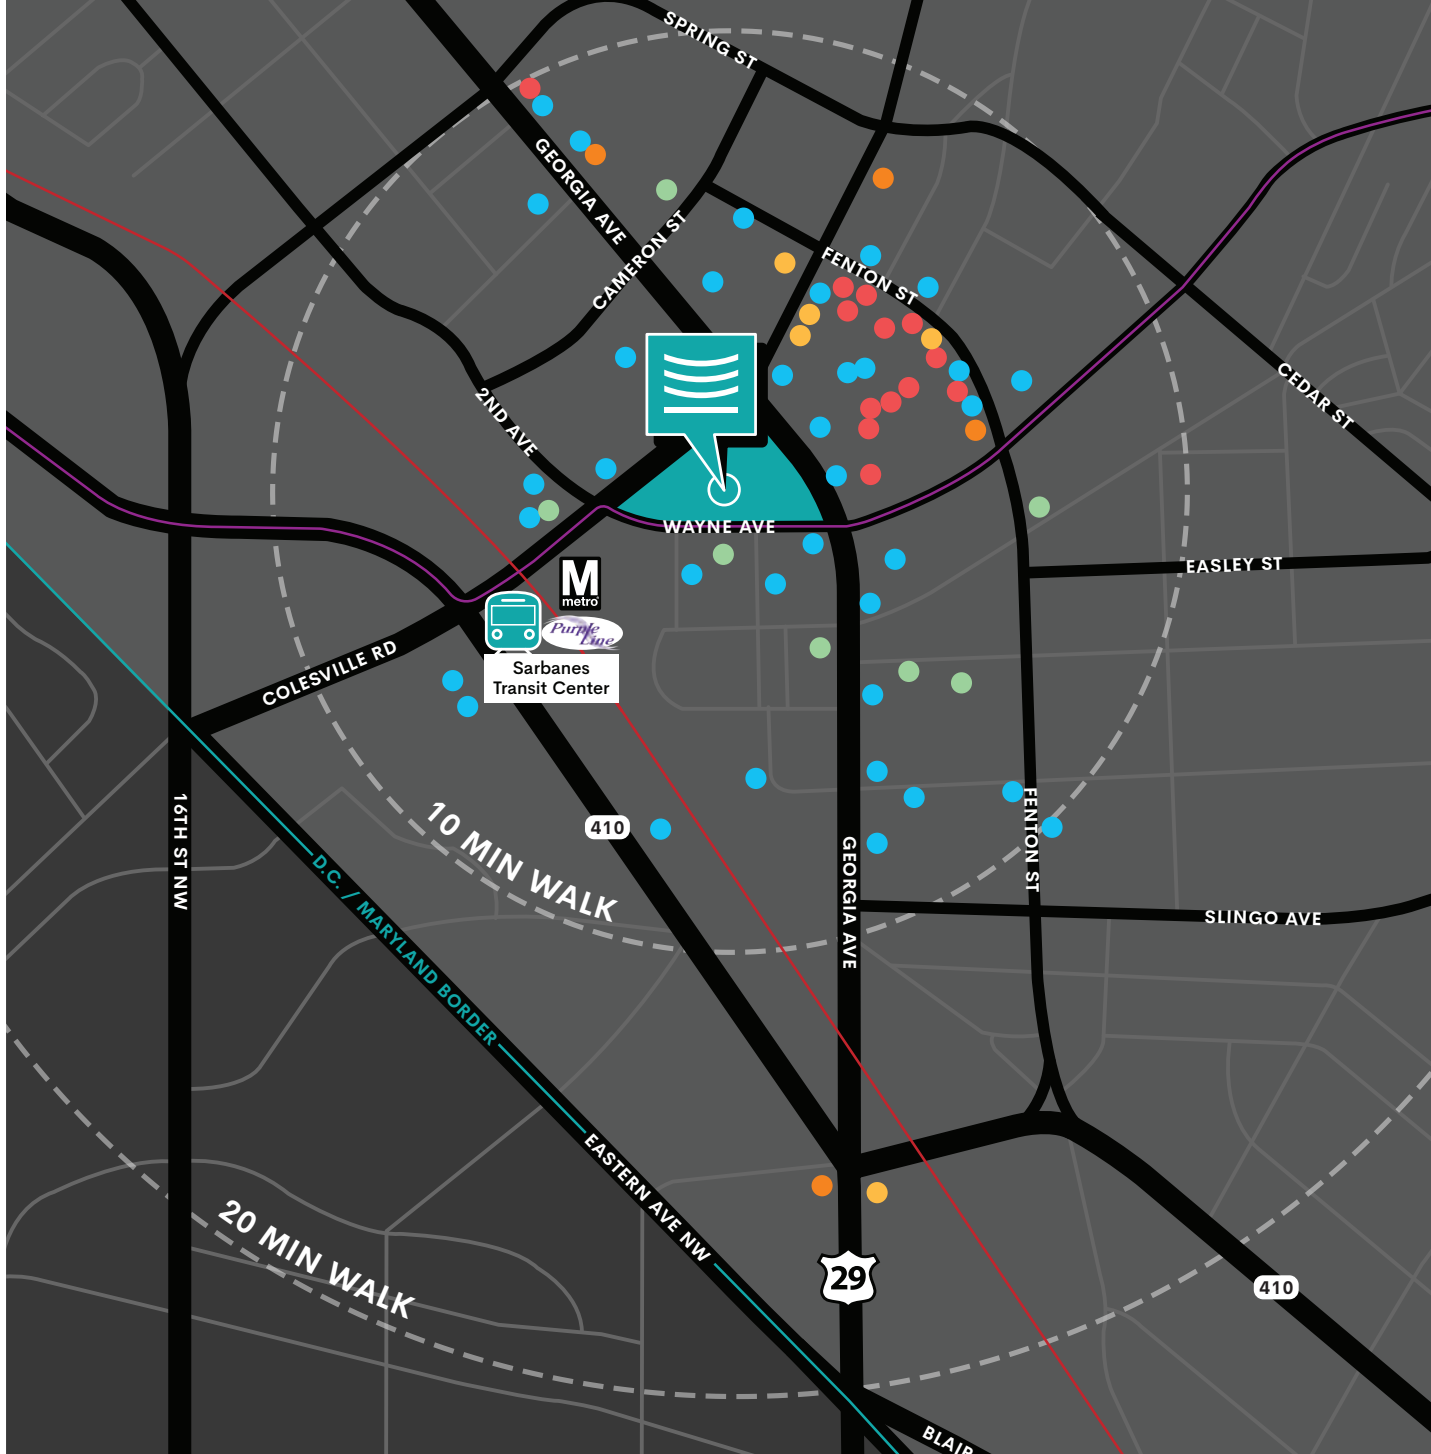 SPRING ST
GEORGIA AVE
CAMERON ST
FENTON ST
2ND AVE
CEDAR ST
WAYNE AVE
EASLEY ST
M
metro
Purple
Line
Sarbanes
Transit Center
COLESVILLE RD
16TH ST NW
10 MIN WALK
410
FENTON ST
GEORGIA AVE
SLINGO AVE
D.C. / MARYLAND BORDER
EASTERN AVE NW
20 MIN WALK
29
410
BLAIR